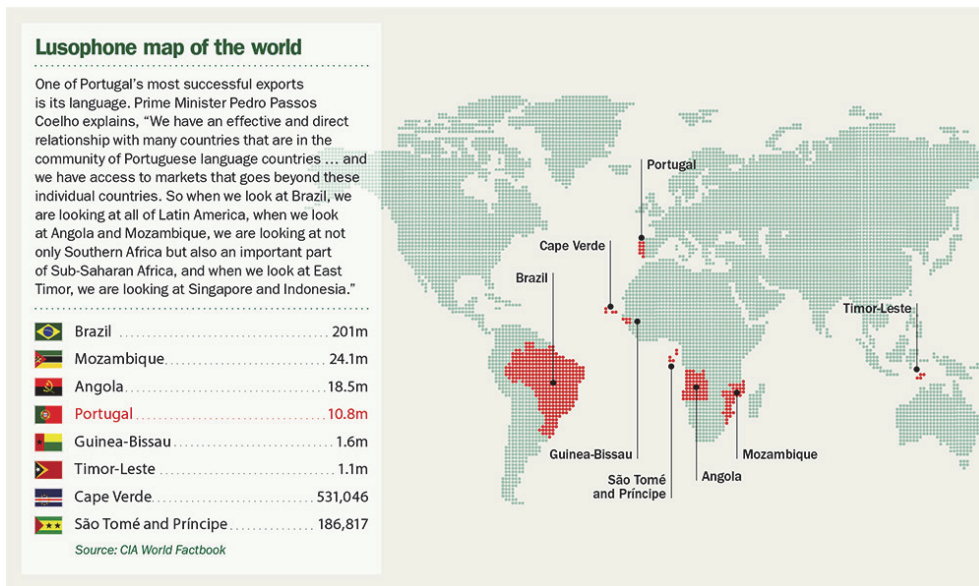 Lusophone map of the world
One of Portugal’s most successful exports
is its language. Prime Minister Pedro Passos
Coelho explains, “We have an effective and direct
relationship with many countries that are in the
community of Portuguese language countries ... and
we have access to markets that goes beyond these
individual countries. So when we look at Brazil, we
are looking at all of Latin America, when we look
at Angola and Mozambique, we are looking at not
only Southern Africa but also an important part
of Sub-Saharan Africa, and when we look at East
Timor, we are looking at Singapore and Indonesia.”
Brazil 201m
Mozambique 24.1m
Angola 18.5m
Portugal 10.8m
Guinea-Bissau 1.6m
Timor-Leste 1.1m
Cape Verde 531,046
São Tomé and Príncipe 186,817
Source: CIA World Factbook
Portugal
Cape Verde
Brazil
Timor-Leste
Guinea-Bissau
Mozambique
São Tomé
and Príncipe
Angola